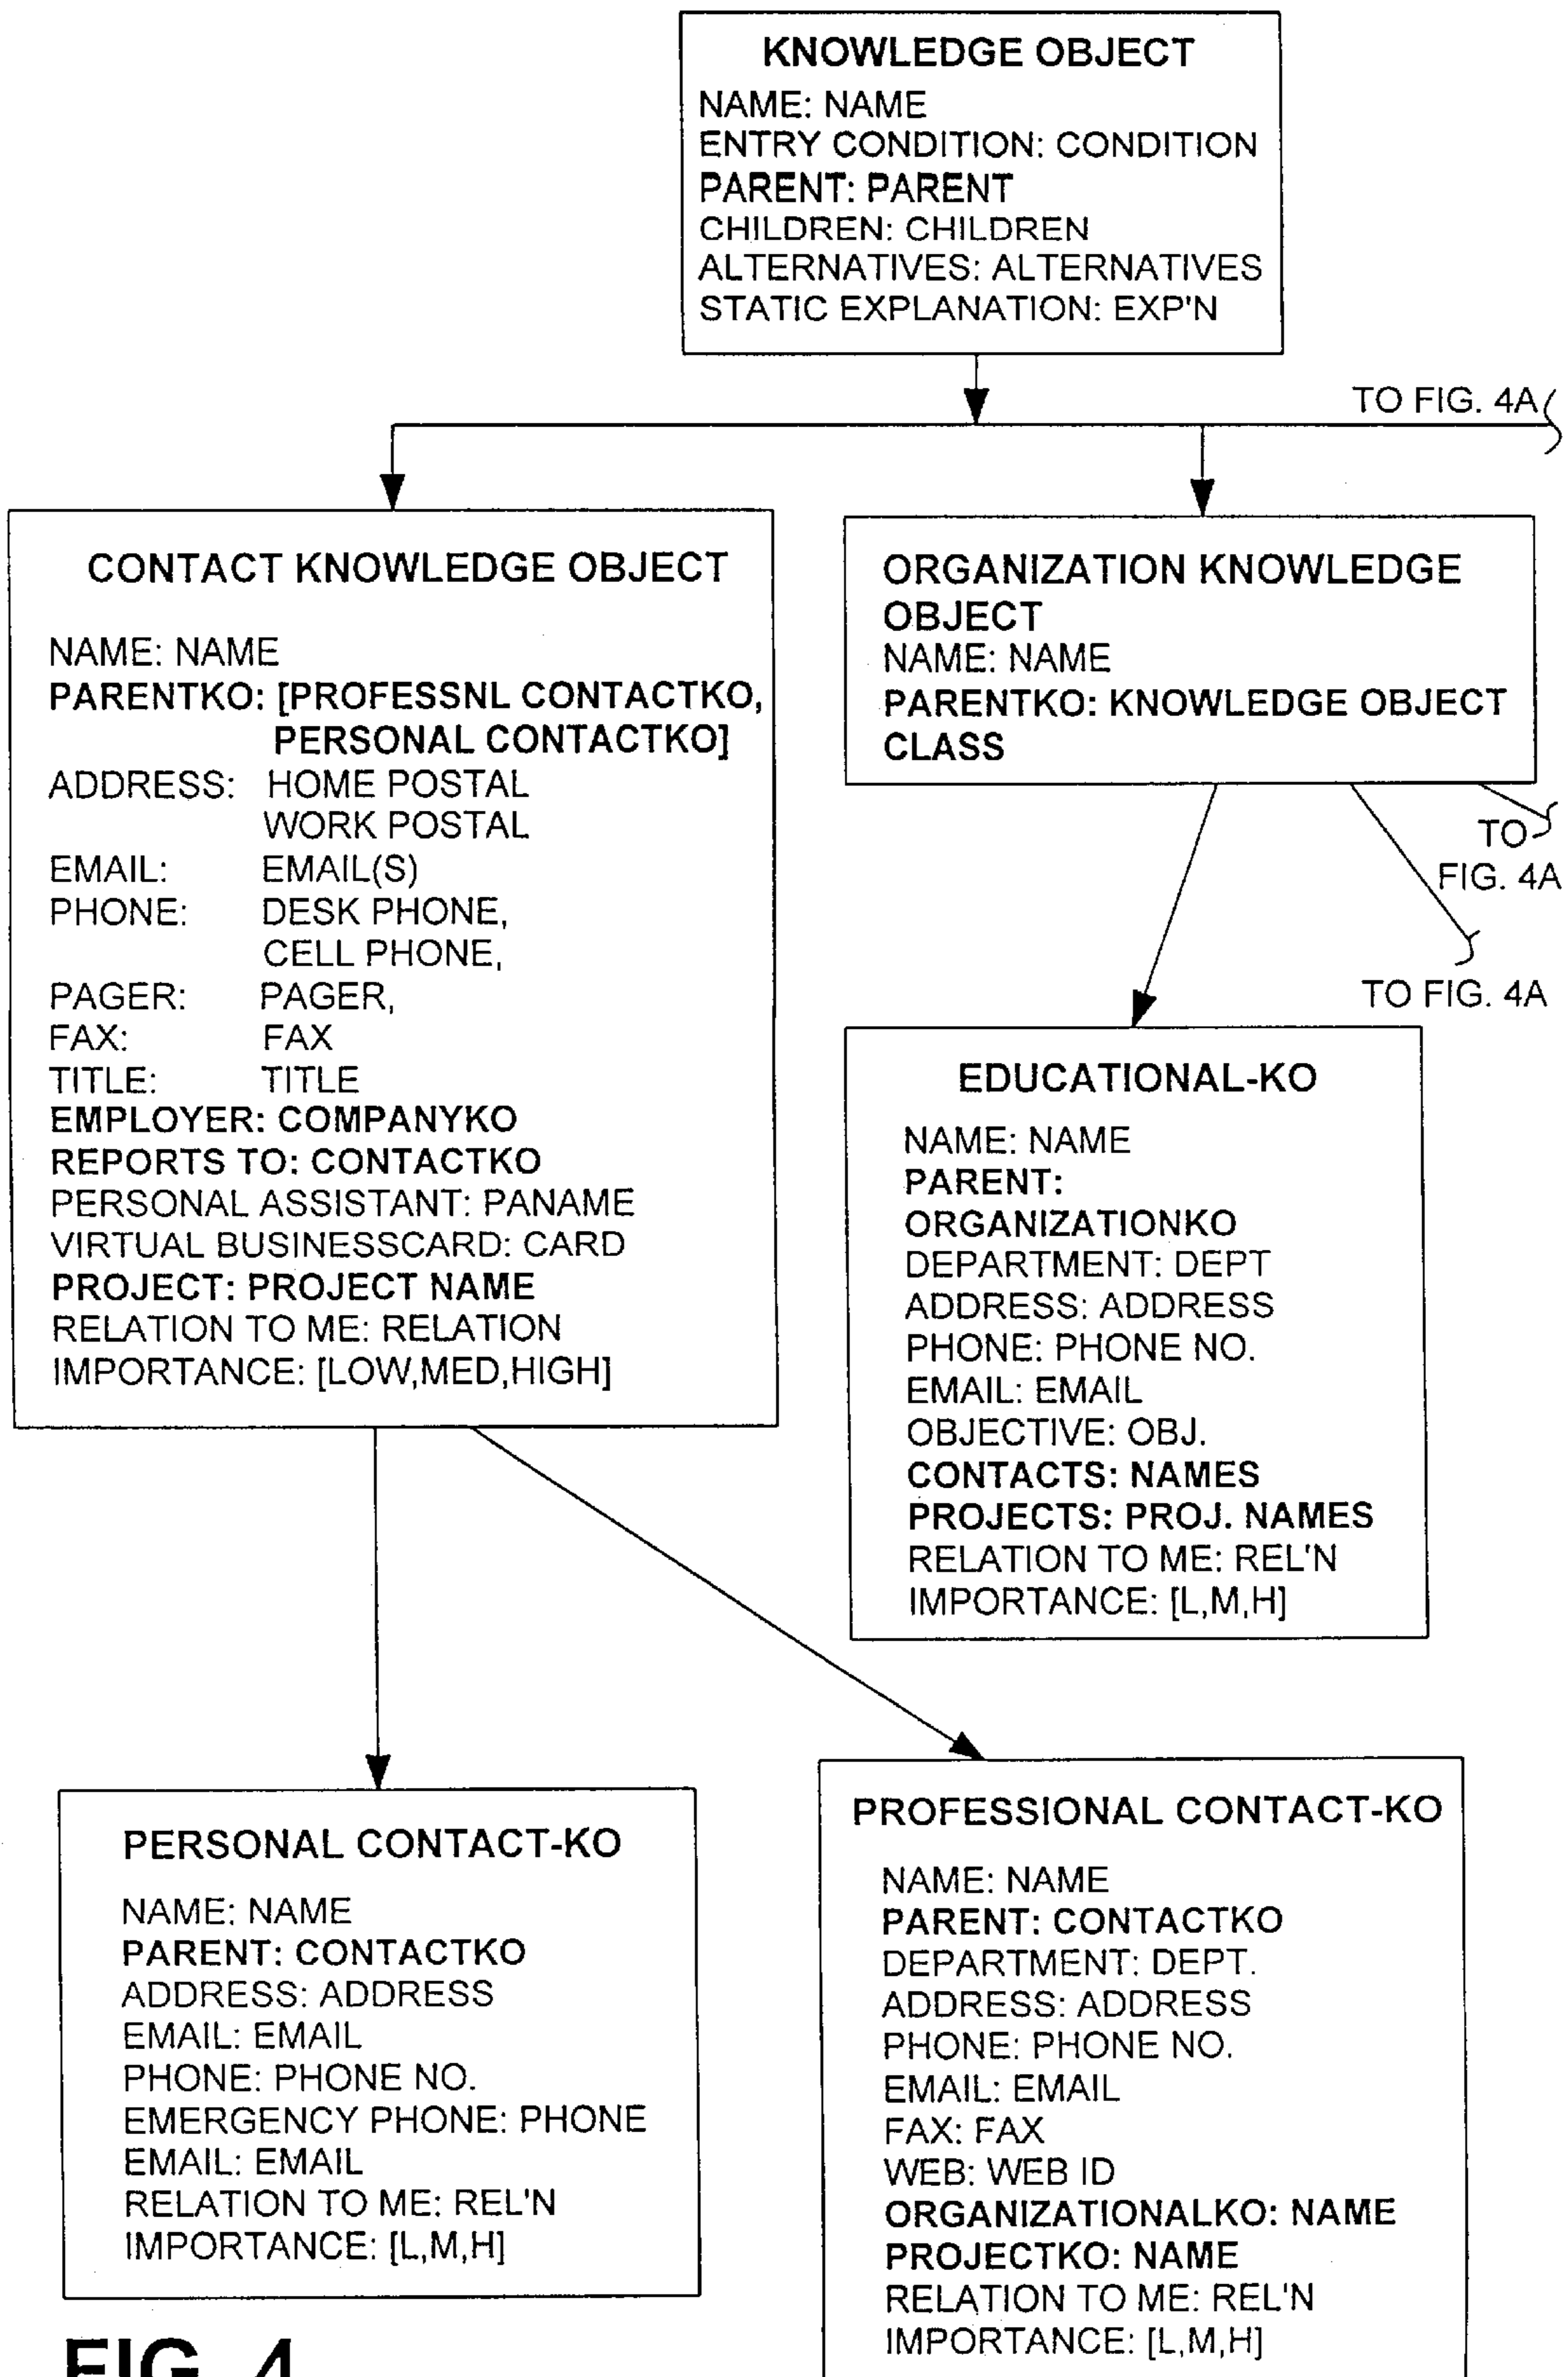 KNOWLEDGE OBJECT
NAME: NAME
ENTRY CONDITION: CONDITION
PARENT: PARENT
CHILDREN: CHILDREN
ALTERNATIVES: ALTERNATIVES
STATIC EXPLANATION: EXP'N
TO FIG. 4A
CONTACT KNOWLEDGE OBJECT
NAME: NAME
PARENTKO: [PROFESSNL CONTACTKO,
PERSONAL CONTACTKO]
ADDRESS: HOME POSTAL
WORK POSTAL
EMAIL: EMAIL(S)
PHONE: DESK PHONE,
CELL PHONE,
PAGER: PAGER,
FAX: FAX
TITLE: TITLE
EMPLOYER: COMPANYKO
REPORTS TO: CONTACTKO
PERSONAL ASSISTANT: PANAME
VIRTUAL BUSINESSCARD: CARD
PROJECT: PROJECT NAME
RELATION TO ME: RELATION
IMPORTANCE: [LOW,MED,HIGH]
ORGANIZATION KNOWLEDGE
OBJECT
NAME: NAME
PARENTKO: KNOWLEDGE OBJECT
CLASS
TO
FIG. 4A
TO FIG. 4A
EDUCATIONAL-KO
NAME: NAME
PARENT:
ORGANIZATIONKO
DEPARTMENT: DEPT
ADDRESS: ADDRESS
PHONE: PHONE NO.
EMAIL: EMAIL
OBJECTIVE: OBJ.
CONTACTS: NAMES
PROJECTS: PROJ. NAMES
RELATION TO ME: REL'N
IMPORTANCE: [L,M,H]
PERSONAL CONTACT-KO
NAME: NAME
PARENT: CONTACTKO
ADDRESS: ADDRESS
EMAIL: EMAIL
PHONE: PHONE NO.
EMERGENCY PHONE: PHONE
EMAIL: EMAIL
RELATION TO ME: REL'N
IMPORTANCE: [L,M,H]
PROFESSIONAL CONTACT-KO
NAME: NAME
PARENT: CONTACTKO
DEPARTMENT: DEPT.
ADDRESS: ADDRESS
PHONE: PHONE NO.
EMAIL: EMAIL
FAX: FAX
WEB: WEB ID
ORGANIZATIONALKO: NAME
PROJECTKO: NAME
RELATION TO ME: REL'N
IMPORTANCE: [L,M,H]
FIG. 4